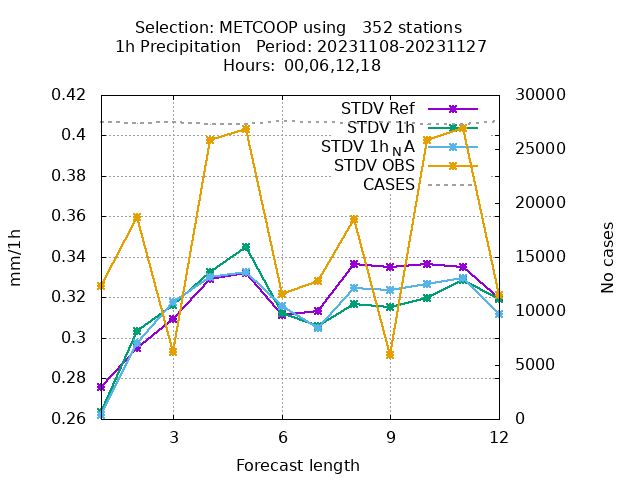 Selection: METCOOP using   352 stations
1h Precipitation   Period: 20231108-20231127
Hours: 00,06,12,18
0.42
0.4
0.38
0.36
0.34
0.32
0.3
0.28
0.26
mm/1h
STDV Ref
STDV 1h
STDV 1h_NA
STDV OBS
CASES
30000
25000
20000
15000
10000
5000
0
No cases
3
6
9
12
Forecast length